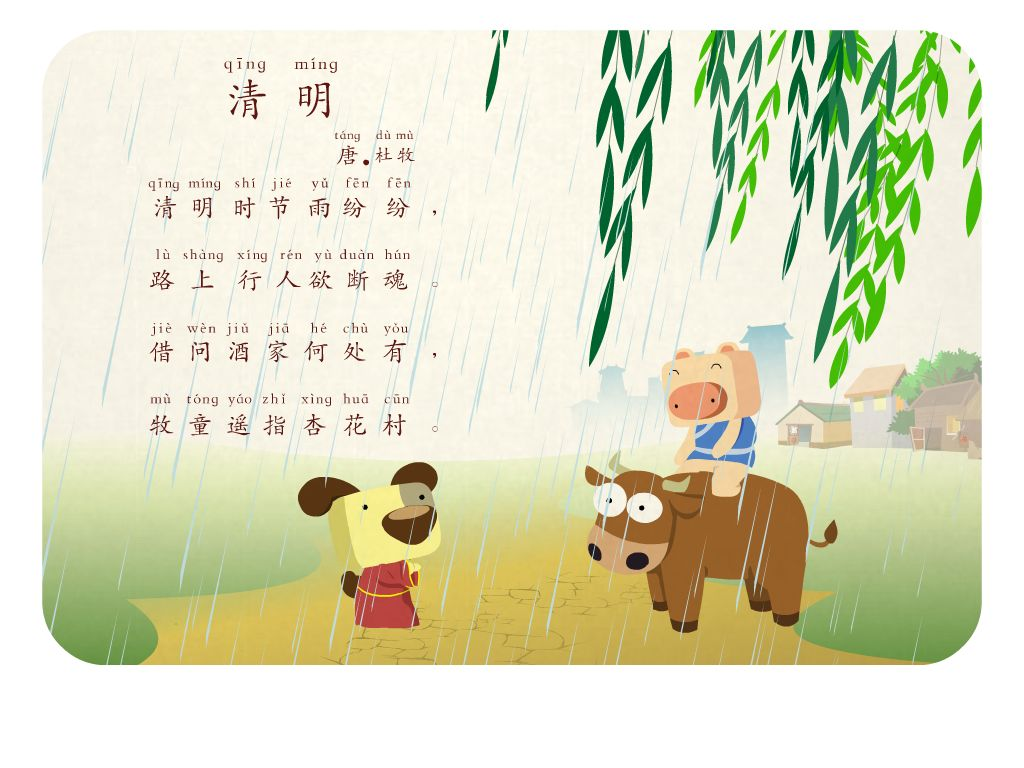 qīng míng
清 明
táng dù mù
唐 . 杜 牧
qīng míng shí jié yǔ fēn fēn
清 明 时 节 雨 纷 纷 ，
lù shàng xíng rén yù duàn hún
路 上 行 人 欲 断 魂 。
jiè wèn jiǔ jiā hé chù yòu
借 问 酒 家 何 处 有 ，
mù tóng yáo zhǐ xìng huā cūn
牧 童 遥 指 杏 花 村 。